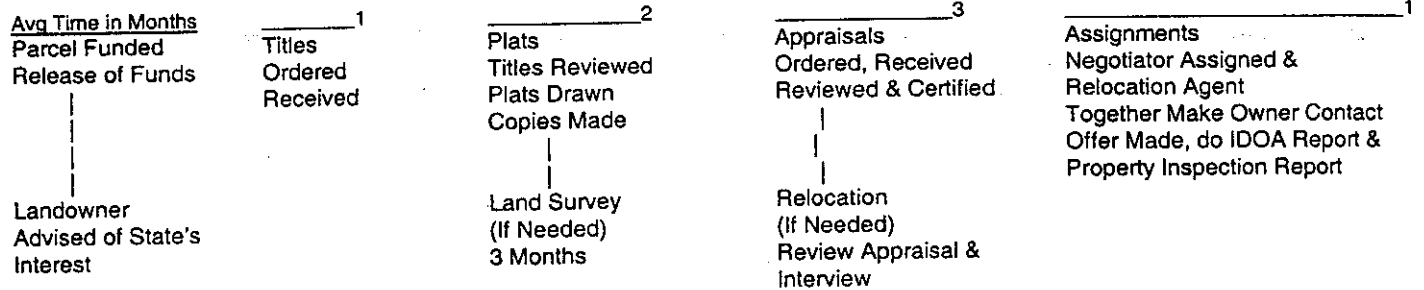 Avg Time in Months
Parcel Funded
Release of Funds
Landowner
Advised of State's
Interest
1
Titles
Ordered
Received
2
Plats
Titles Reviewed
Plats Drawn
Copies Made
Land Survey
(If Needed)
3 Months
3
Appraisals
Ordered, Received
Reviewed & Certified
Relocation
(If Needed)
Review Appraisal &
Interview
1
Assignments
Negotiator Assigned &
Relocation Agent
Together Make Owner Contact
Offer Made, do IDOA Report &
Property Inspection Report